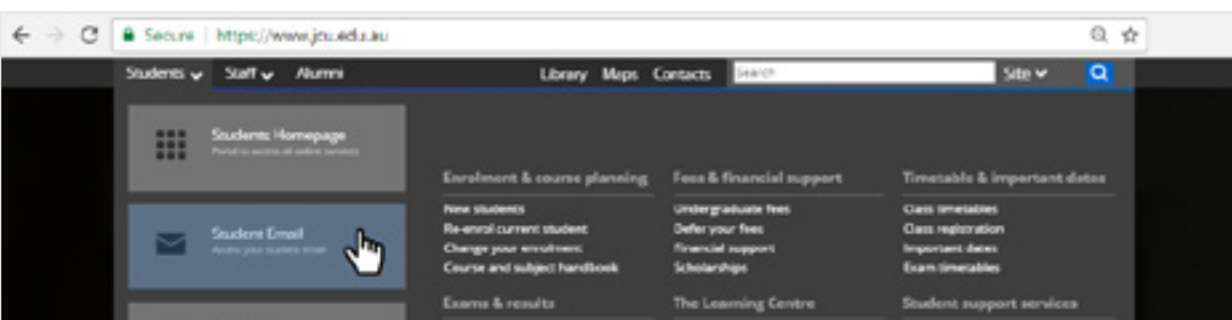 Secure | https://www.jcu.edu.au
Students Staff Alumni Library Maps Contacts Search Site
Students Homepage
Portal to access all online services
Student Email
Access your student email
Enrolment & course planning
New students
Re-enrol current student
Change your enrolment
Course and subject handbook
Exams & results
Fees & financial support
Undergraduate fees
Defer your fees
Financial support
Scholarships
The Learning Centre
Timetable & important dates
Class timetables
Class registration
Important dates
Exam timetables
Student support services